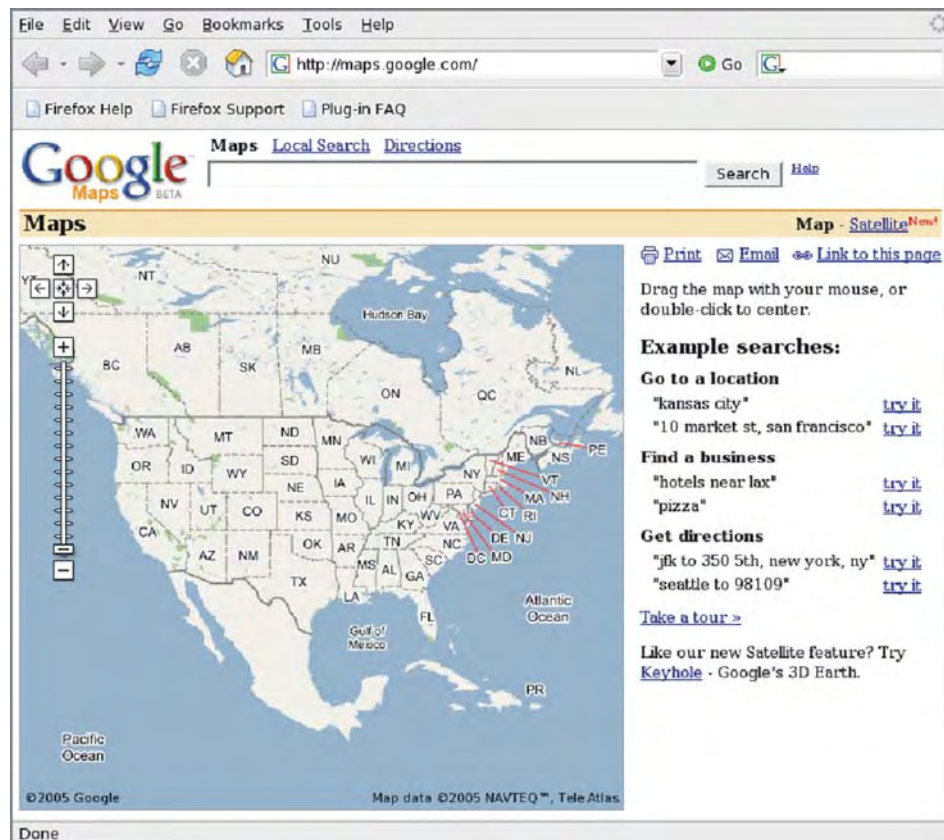 File Edit View Go Bookmarks Tools Help
http://maps.google.com/
Go
G
Firefox Help Firefox Support Plug-in FAQ
Google™
Maps BETA
Maps Local Search Directions
Search Help
Maps
Map - Satellite New!
Print Email Link to this page
Drag the map with your mouse, or
double-click to center.
Example searches:
Go to a location
"kansas city" try it
"10 market st, san francisco" try it
Find a business
"hotels near lax" try it
"pizza" try it
Get directions
"jfk to 350 5th, new york, ny" try it
"seattle to 98109" try it
Take a tour »
Like our new Satellite feature? Try
Keyhole - Google's 3D Earth.
NU
NT
Hudson Bay
BC AB SK MB ON QC NL
WA MT ND MN NB PE
OR ID WY SD WI MI NY ME NS
NE IA VT
NV UT CO KS IL IN OH PA MA NH
CA MO KY WV VA CT RI
AZ NM OK AR TN NC DE NJ
MS AL SC DC MD
TX GA
LA FL
Gulf of
Mexico
Atlantic
Ocean
PR
Pacific
Ocean
©2005 Google Map data ©2005 NAVTEQ™, Tele Atlas
Done